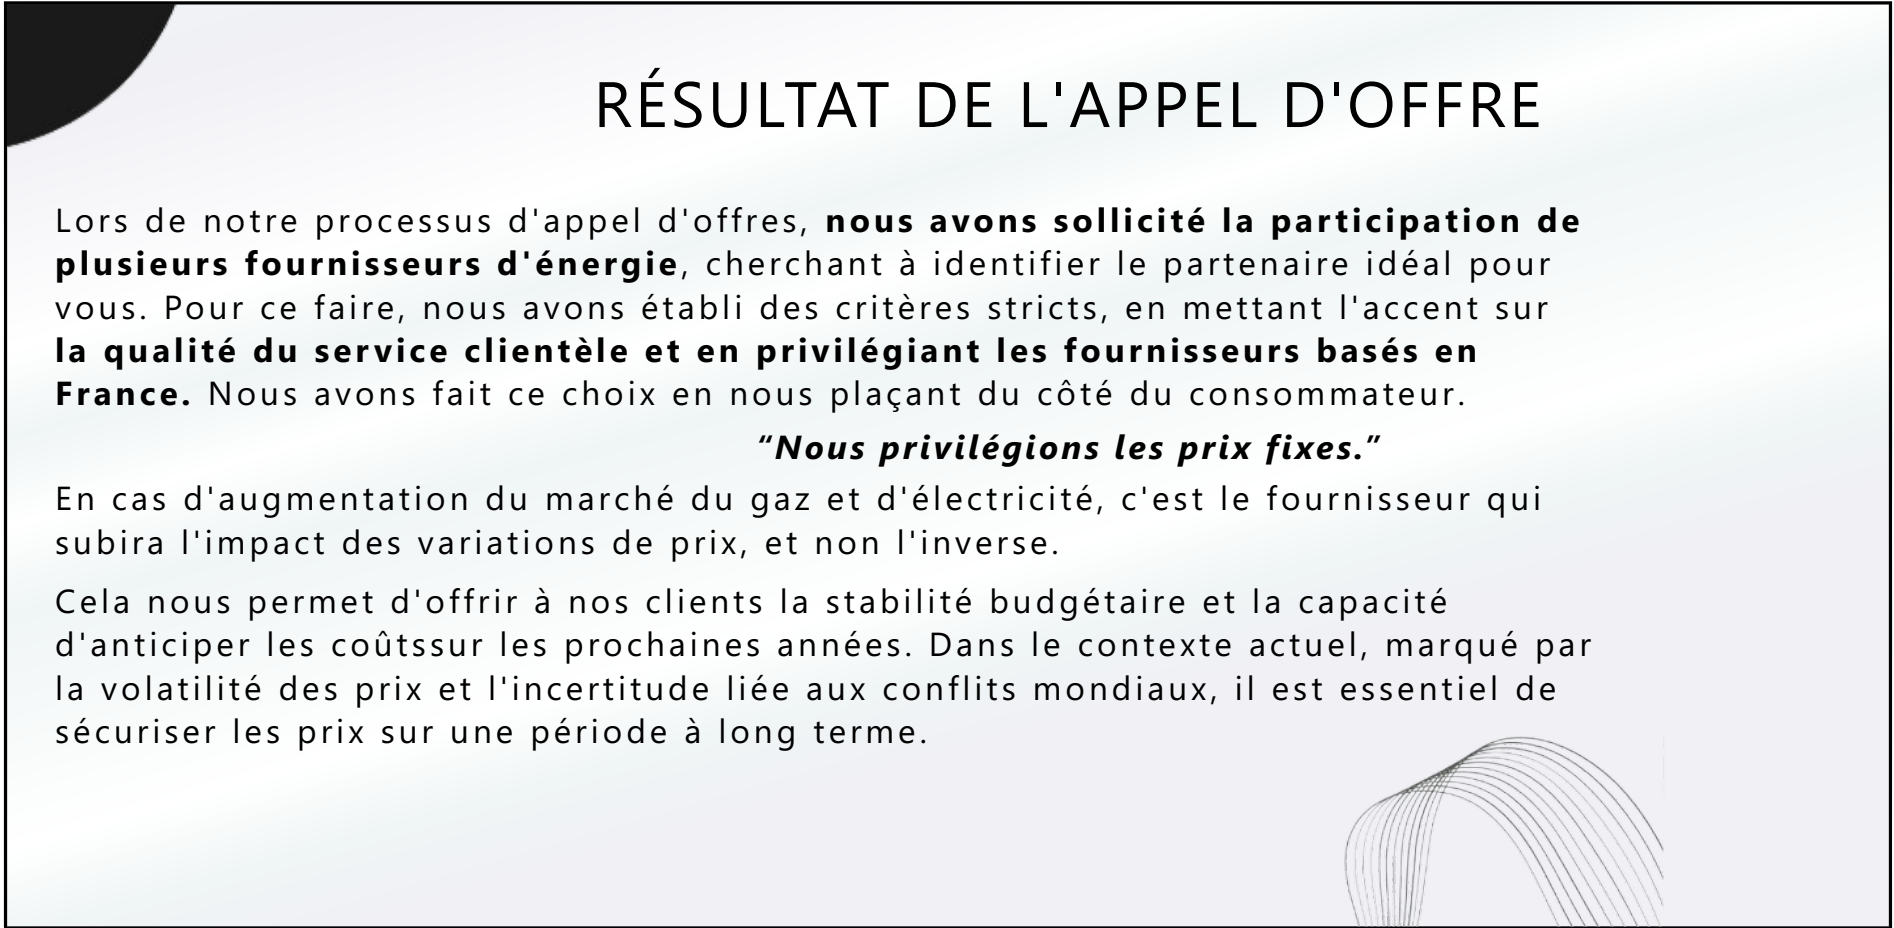 RÉSULTAT DE L'APPEL D'OFFRE
Lors de notre processus d'appel d'offres, nous avons sollicité la participation de
plusieurs fournisseurs d'énergie, cherchant à identifier le partenaire idéal pour
vous. Pour ce faire, nous avons établi des critères stricts, en mettant l'accent sur
la qualité du service clientèle et en privilégiant les fournisseurs basés en
France. Nous avons fait ce choix en nous plaçant du côté du consommateur.
“Nous privilégions les prix fixes.”
En cas d'augmentation du marché du gaz et d'électricité, c'est le fournisseur qui
subira l'impact des variations de prix, et non l'inverse.
Cela nous permet d'offrir à nos clients la stabilité budgétaire et la capacité
d'anticiper les coûtssur les prochaines années. Dans le contexte actuel, marqué par
la volatilité des prix et l'incertitude liée aux conflits mondiaux, il est essentiel de
sécuriser les prix sur une période à long terme.